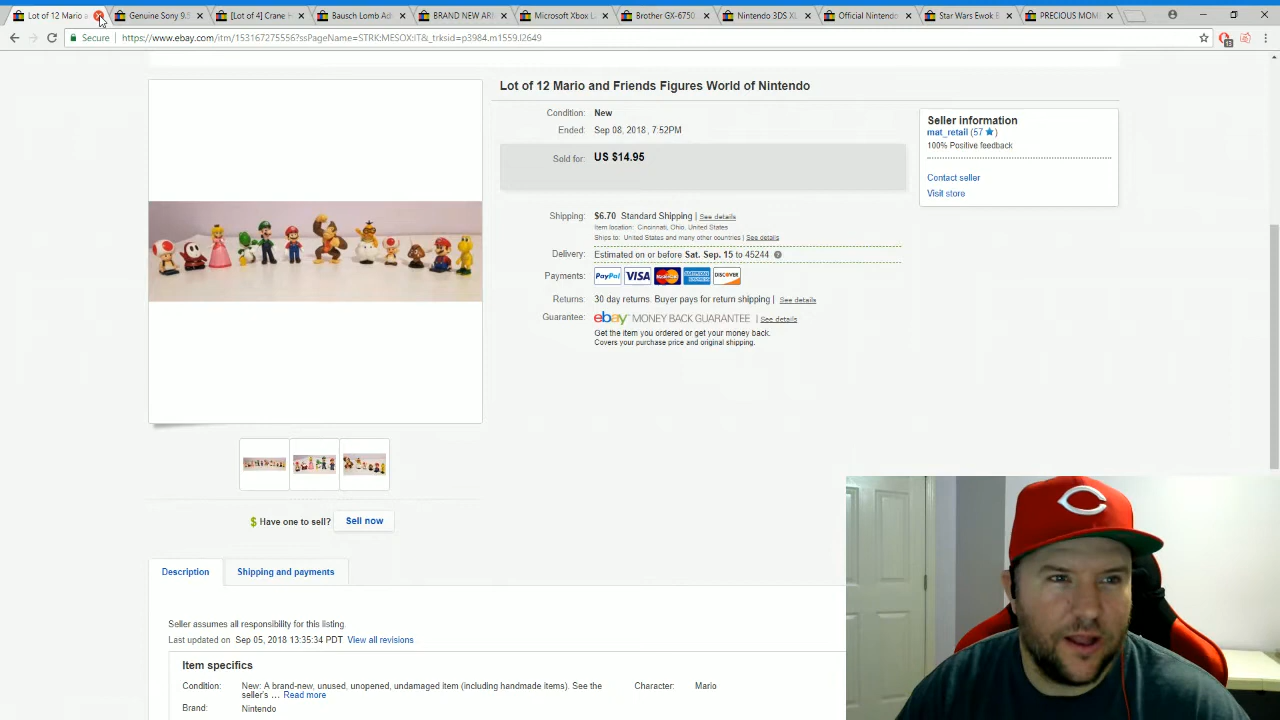 Lot of 12 Mario a
Genuine Sony 9.5
[Lot of 4] Crane H
Bausch Lomb Ad
BRAND NEW AR
Microsoft Xbox L
Brother GX-6750
Nintendo 3DS XL
Official Nintendo
Star Wars Ewok B
PRECIOUS MOM
Secure
https://www.ebay.com/itm/153167275556?ssPageName=STRK:MESOX:IT&_trksid=p3984.m1559.l2649
Lot of 12 Mario and Friends Figures World of Nintendo
Condition: New
Ended: Sep 08, 2018 , 7:52PM
Sold for: US $14.95
Seller information
mat_retail (57 )
100% Positive feedback
Contact seller
Visit store
Shipping: $6.70 Standard Shipping | See details
Item location: Cincinnati, Ohio, United States
Ships to: United States and many other countries | See details
Delivery: Estimated on or before Sat. Sep. 15 to 45244
Payments: PayPal VISA MasterCard AMERICAN EXPRESS DISCOVER
Returns: 30 day returns. Buyer pays for return shipping | See details
Guarantee: ebay MONEY BACK GUARANTEE | See details
Get the item you ordered or get your money back.
Covers your purchase price and original shipping.
$ Have one to sell? Sell now
Description
Shipping and payments
Seller assumes all responsibility for this listing.
Last updated on Sep 05, 2018 13:35:34 PDT View all revisions
Item specifics
Condition: New: A brand-new, unused, unopened, undamaged item (including handmade items). See the
seller's ... Read more
Character: Mario
Brand: Nintendo